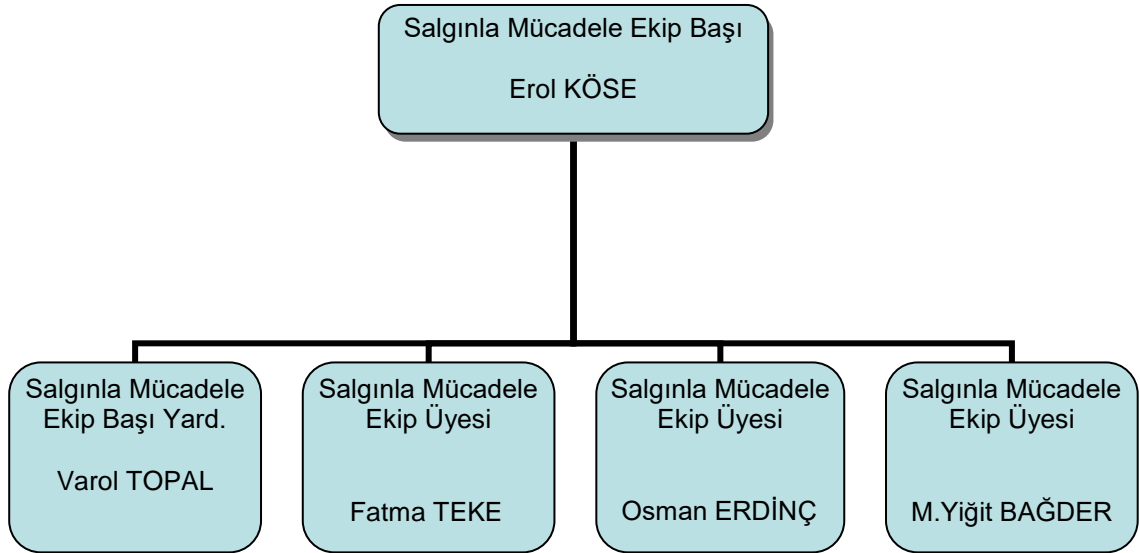 Salgınla Mücadele Ekip Başı
Erol KÖSE
Salgınla Mücadele
Ekip Başı Yard.
Varol TOPAL
Salgınla Mücadele
Ekip Üyesi
Fatma TEKE
Salgınla Mücadele
Ekip Üyesi
Osman ERDİNÇ
Salgınla Mücadele
Ekip Üyesi
M.Yiğit BAĞDER